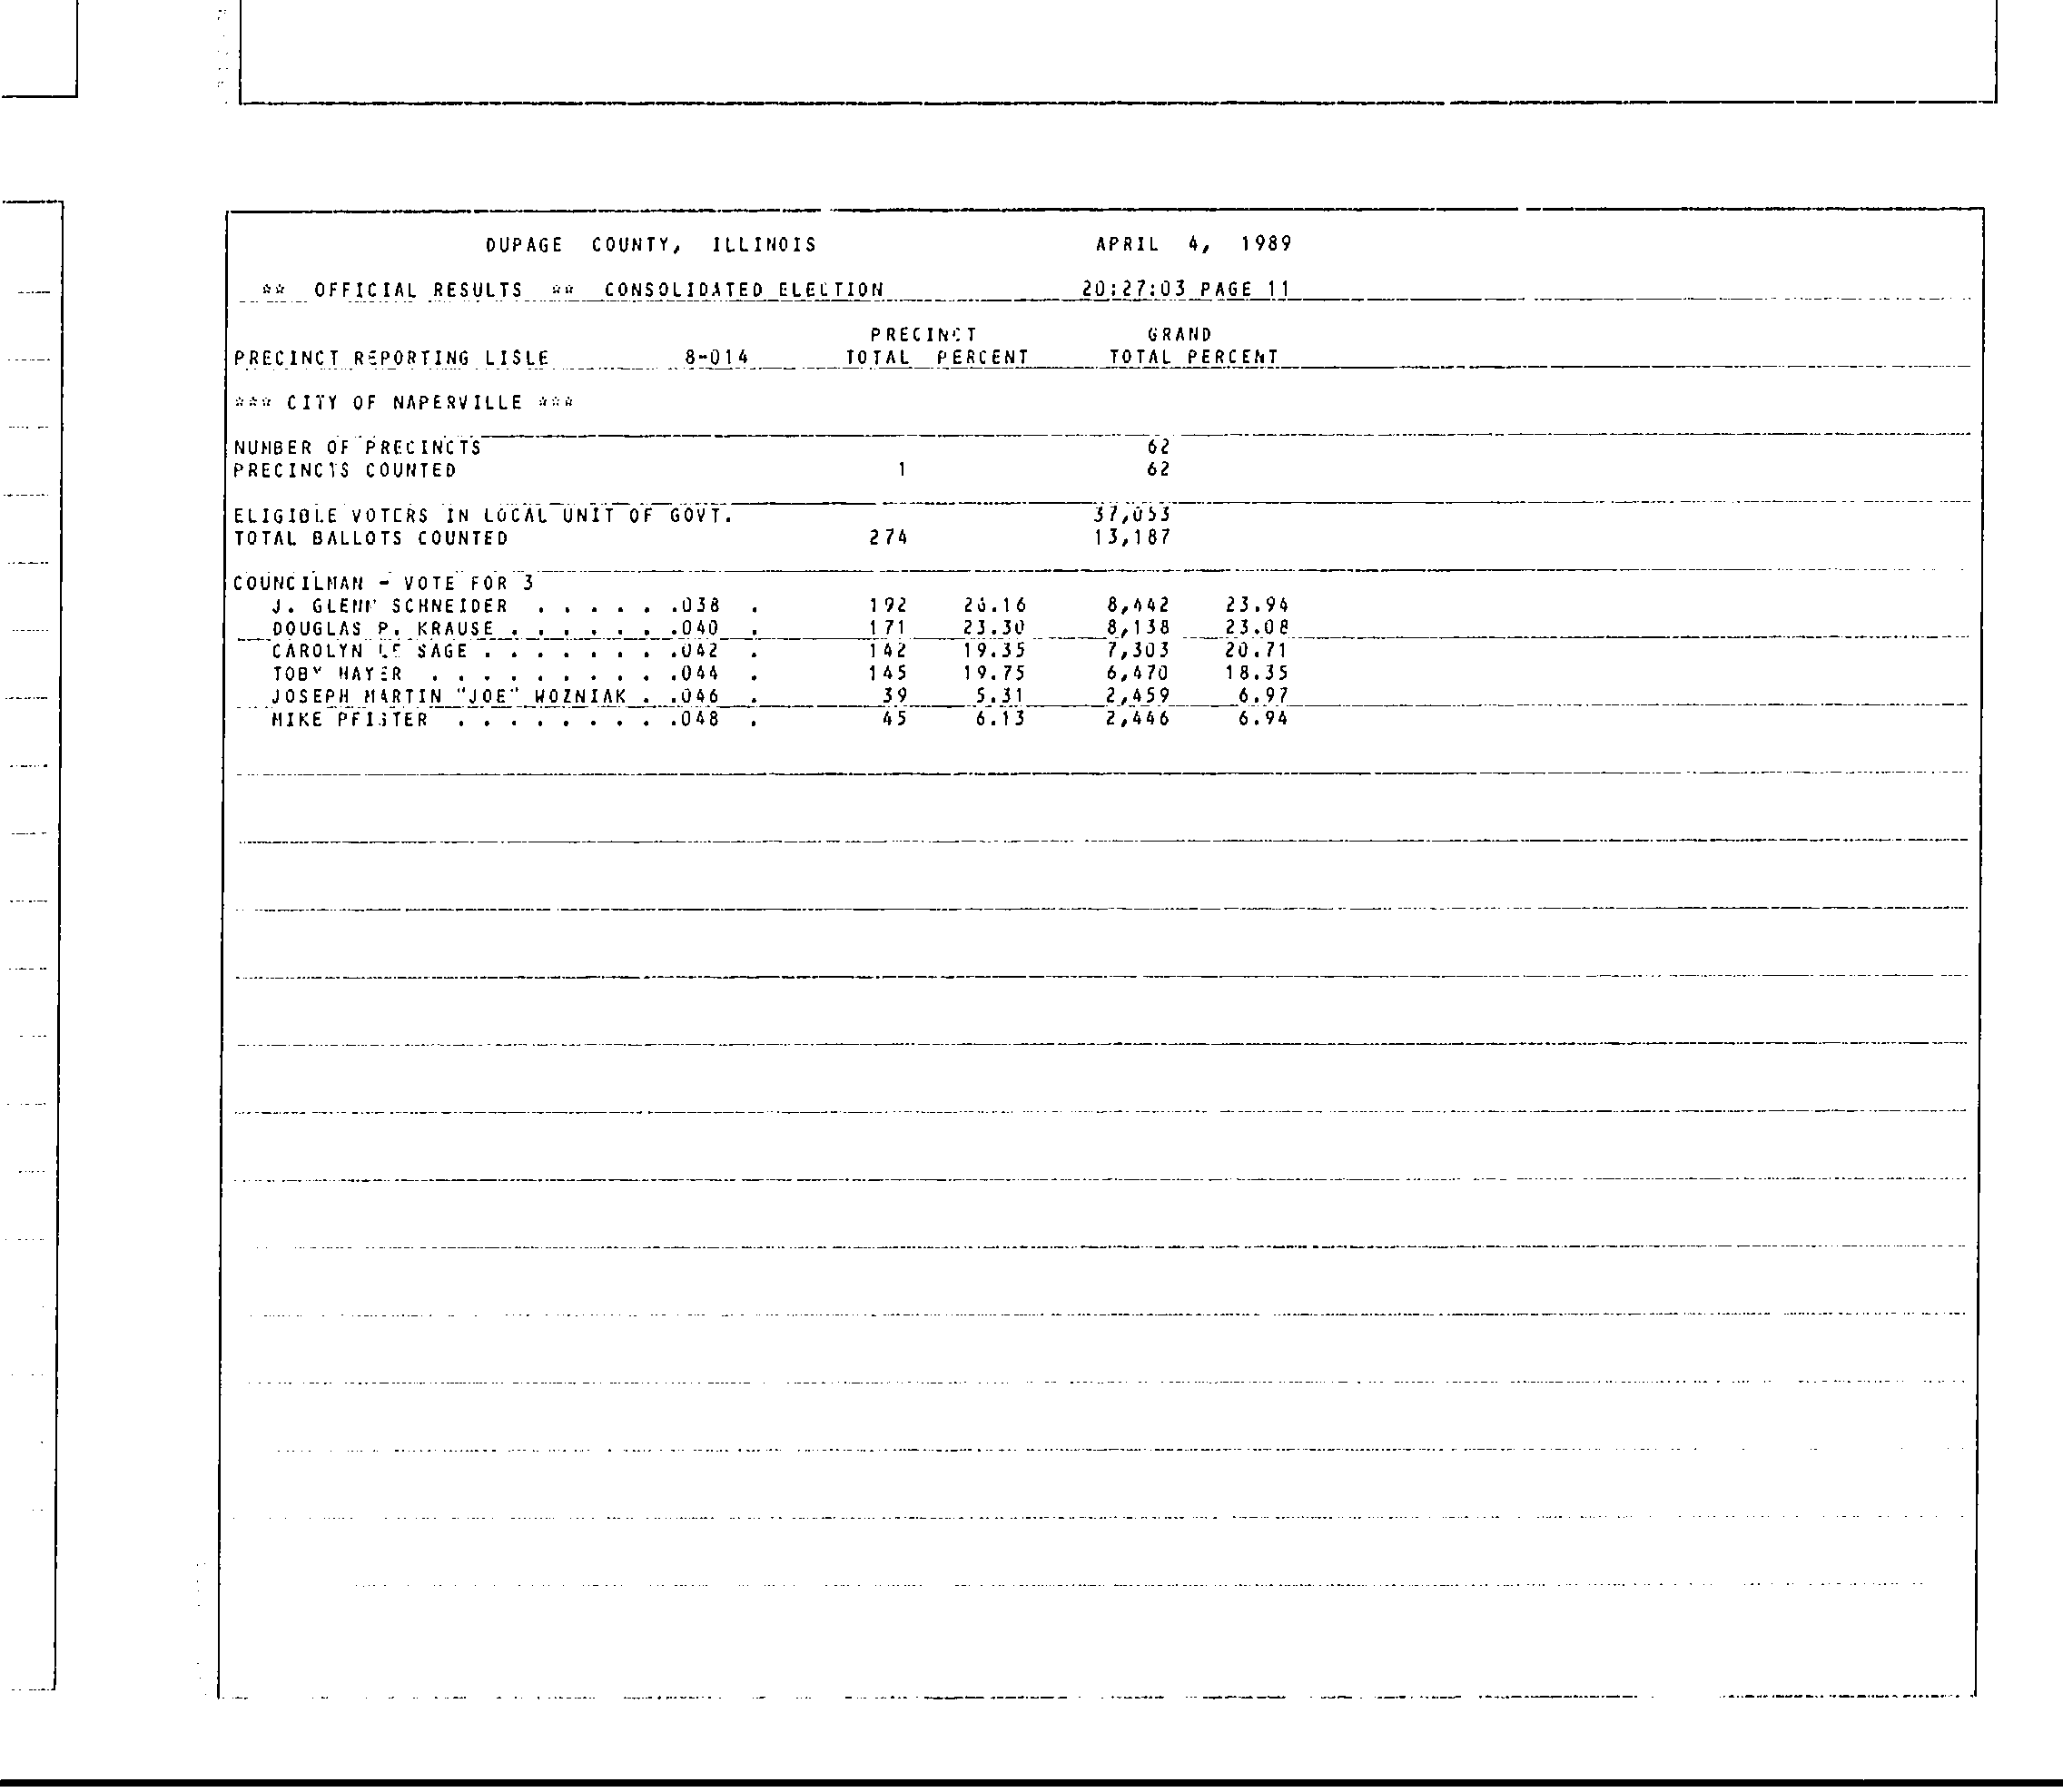 DUPAGE COUNTY, ILLINOIS APRIL 4, 1989
** OFFICIAL RESULTS ** CONSOLIDATED ELECTION 20:27:03 PAGE 11
PRECINCT GRAND
PRECINCT REPORTING LISLE 8-014 TOTAL PERCENT TOTAL PERCENT
*** CITY OF NAPERVILLE ***
NUMBER OF PRECINCTS 62
PRECINCTS COUNTED 1 62
ELIGIBLE VOTERS IN LOCAL UNIT OF GOVT. 37,053
TOTAL BALLOTS COUNTED 274 13,187
COUNCILMAN - VOTE FOR 3
J. GLENN SCHNEIDER . . . . . .038 . 192 26.16 8,442 23.94
DOUGLAS P. KRAUSE . . . . . . .040 . 171 23.30 8,138 23.08
CAROLYN LE SAGE . . . . . . . .042 . 142 19.35 7,303 20.71
TOBY HAYER . . . . . . . . . .044 . 145 19.75 6,470 18.35
JOSEPH MARTIN "JOE" WOZNIAK . .046 . 39 5.31 2,459 6.97
MIKE PFISTER . . . . . . . . .048 . 45 6.13 2,446 6.94